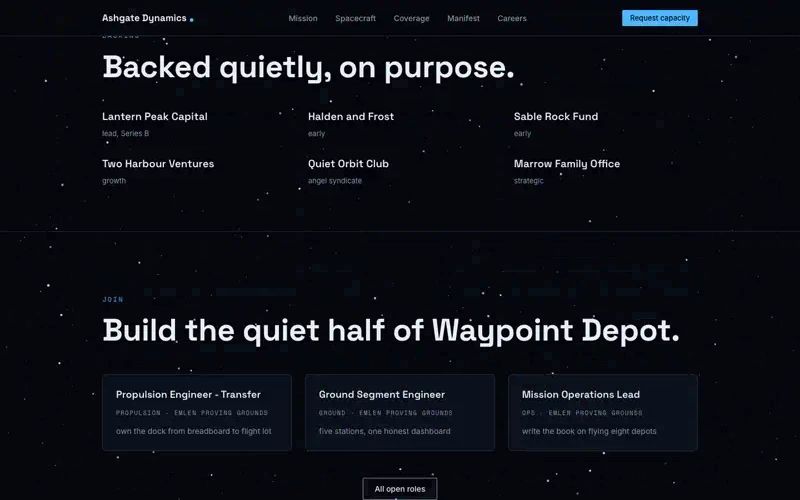 Ashgate Dynamics
Mission
Spacecraft
Coverage
Manifest
Careers
Request capacity
BACKING
Backed quietly, on purpose.
Lantern Peak Capital
lead, Series B
Halden and Frost
early
Sable Rock Fund
early
Two Harbour Ventures
growth
Quiet Orbit Club
angel syndicate
Marrow Family Office
strategic
JOIN
Build the quiet half of Waypoint Depot.
Propulsion Engineer - Transfer
PROPULSION · EMLEN PROVING GROUNDS
own the dock from breadboard to flight lot
Ground Segment Engineer
GROUND · EMLEN PROVING GROUNDS
five stations, one honest dashboard
Mission Operations Lead
OPS · EMLEN PROVING GROUNDS
write the book on flying eight depots
All open roles